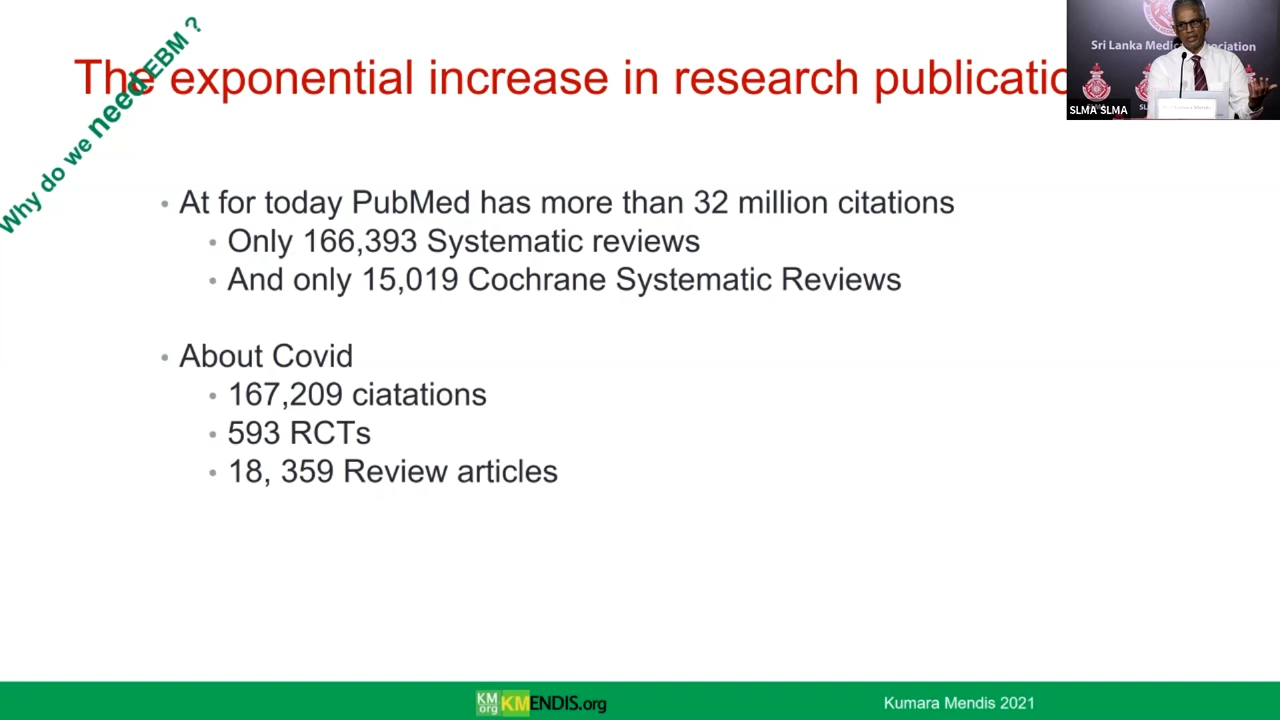 Why do we need EBM ?
The exponential increase in research publicatio
Sri Lanka Medical Association
SLMA SLMA
At for today PubMed has more than 32 million citations
Only 166,393 Systematic reviews
And only 15,019 Cochrane Systematic Reviews
About Covid
167,209 ciatations
593 RCTs
18, 359 Review articles
KM
org
KMENDIS.org
Kumara Mendis 2021